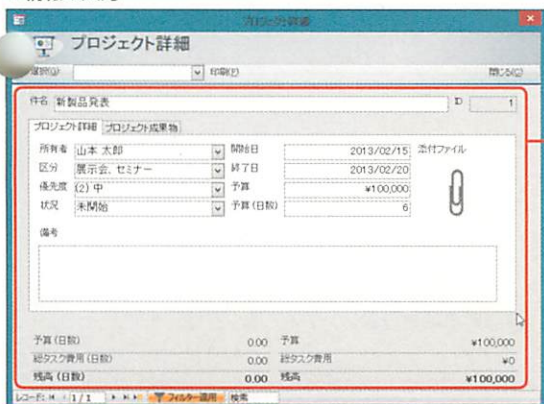 プロジェクト詳細
プロジェクト詳細
選択(O) 印刷(P) 閉じる(C)
件名 新製品発表 ID 1
プロジェクト詳細 プロジェクト成果物
所有者 山本 太郎 開始日 2013/02/15 添付ファイル
区分 展示会、セミナー 終了日 2013/02/20
優先度 (2) 中 予算 ¥100,000
状況 未開始 予算(日数) 6
備考
予算(日数) 0.00 予算 ¥100,000
総タスク費用(日数) 0.00 総タスク費用 ¥0
残高(日数) 0.00 残高 ¥100,000
レコード: 1/1 フィルター適用 検索